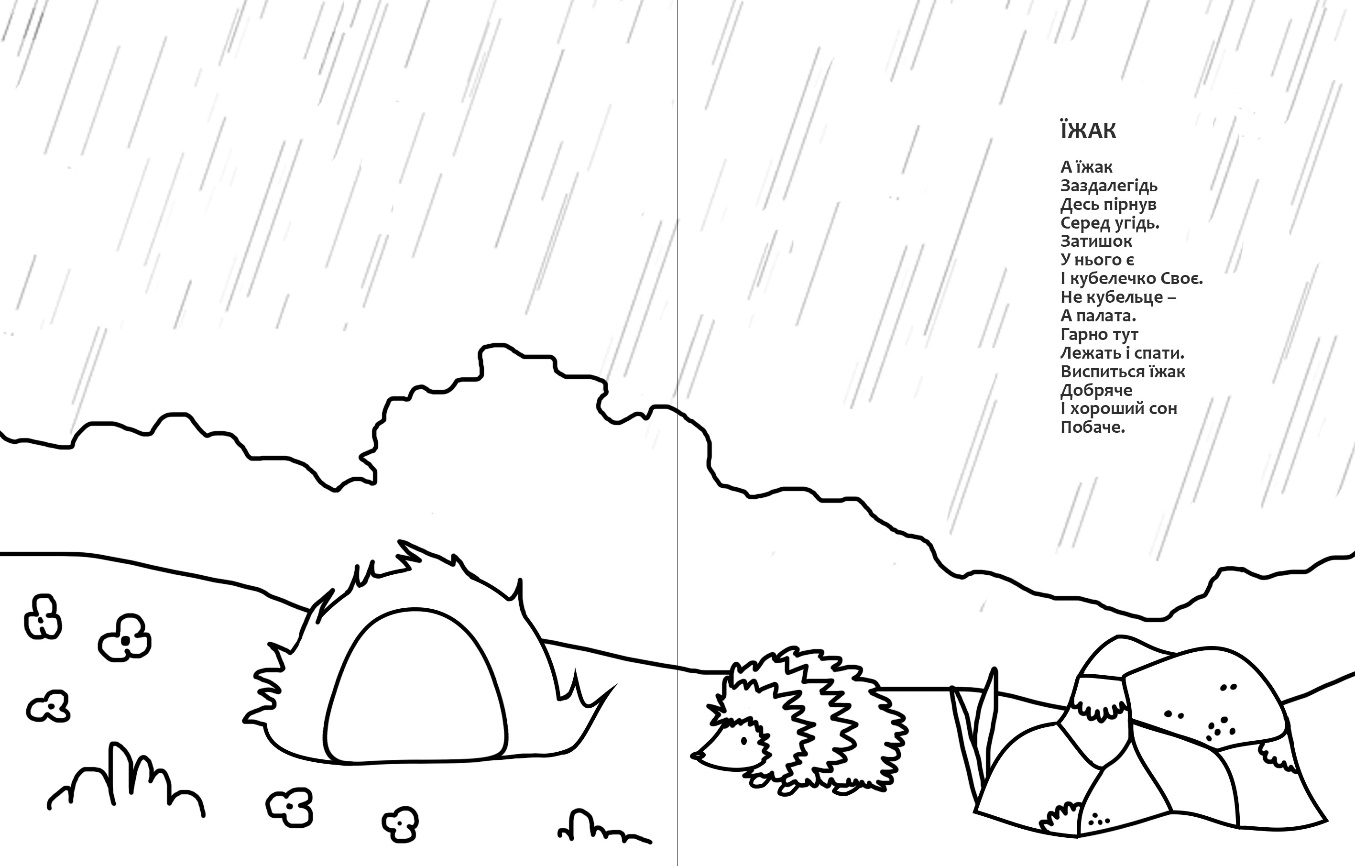 ЇЖАК
А їжак
Заздалегідь
Десь пірнув
Серед угідь.
Затишок
У нього є
І кубелечко Своє.
Не кубельце –
А палата.
Гарно тут
Лежать і спати.
Виспиться їжак
Добряче
І хороший сон
Побаче.